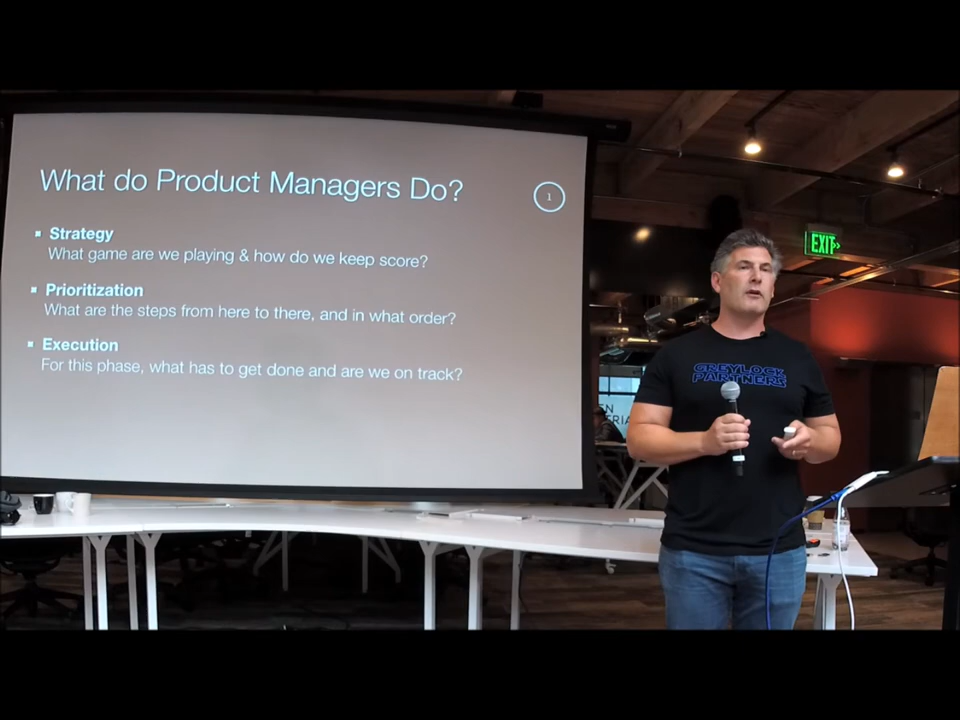 What do Product Managers Do?
1
Strategy
What game are we playing & how do we keep score?
Prioritization
What are the steps from here to there, and in what order?
Execution
For this phase, what has to get done and are we on track?
EXIT
GREYLOCK
PARTNERS